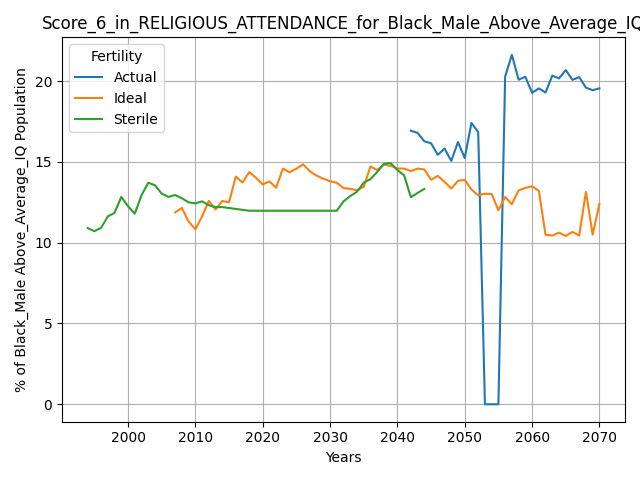 Score_6_in_RELIGIOUS_ATTENDANCE_for_Black_Male_Above_Average_IQ
Fertility
Actual
Ideal
Sterile
% of Black_Male Above_Average_IQ Population
20
15
10
5
0
2000 2010 2020 2030 2040 2050 2060 2070
Years